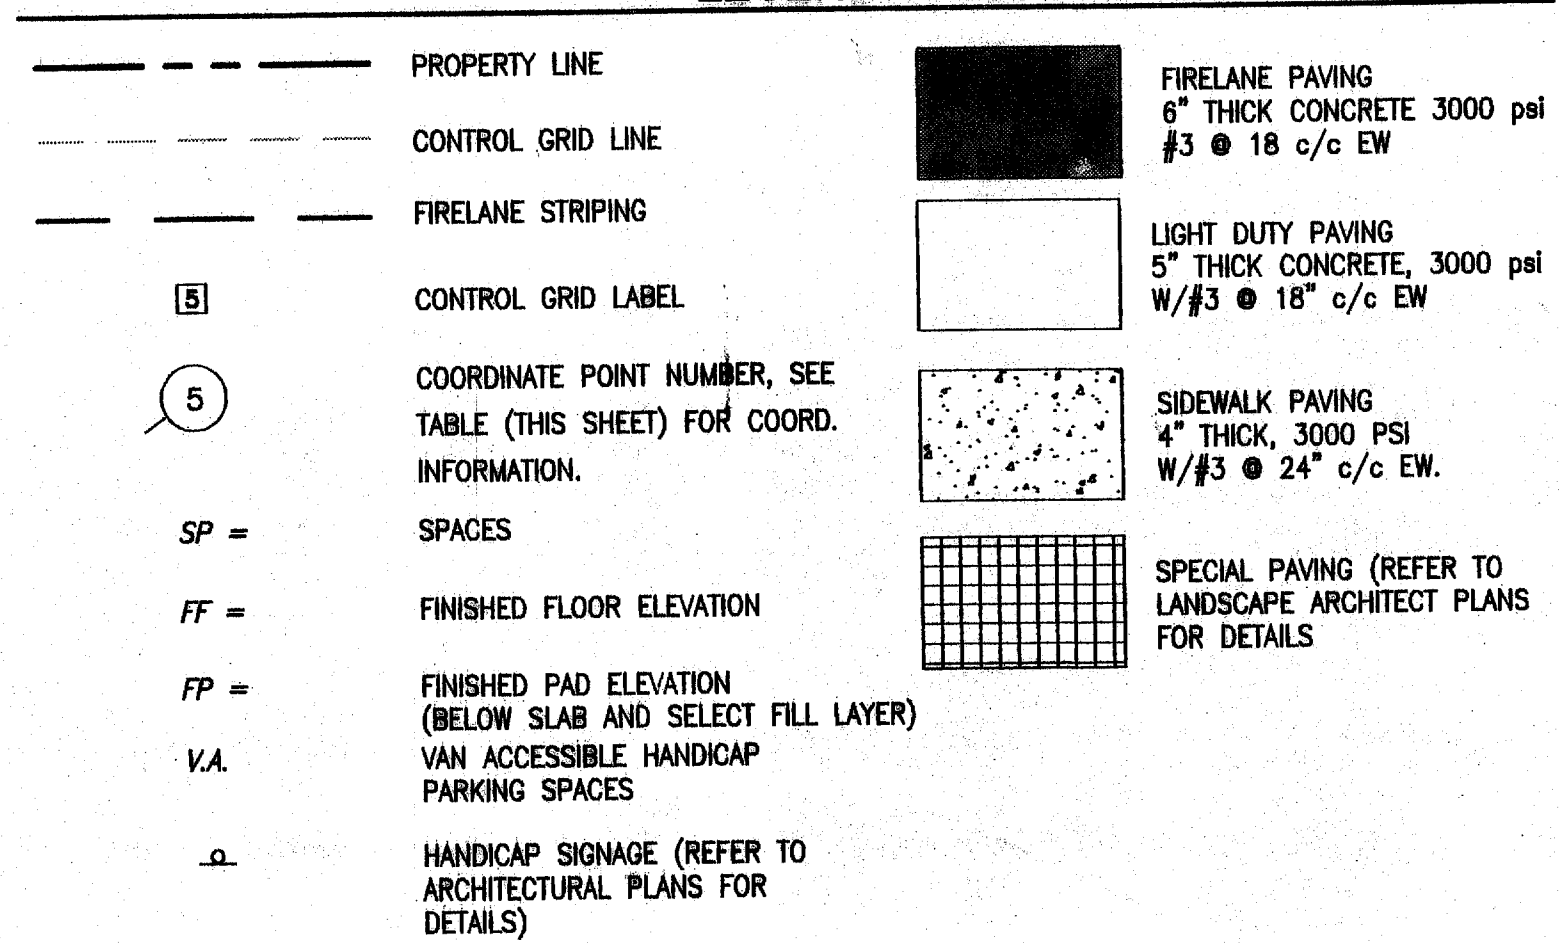 PROPERTY LINE
CONTROL GRID LINE
FIRELANE STRIPING
5
CONTROL GRID LABEL
5
COORDINATE POINT NUMBER, SEE
TABLE (THIS SHEET) FOR COORD.
INFORMATION.
SP =
SPACES
FF =
FINISHED FLOOR ELEVATION
FP =
FINISHED PAD ELEVATION
(BELOW SLAB AND SELECT FILL LAYER)
V.A.
VAN ACCESSIBLE HANDICAP
PARKING SPACES
HANDICAP SIGNAGE (REFER TO
ARCHITECTURAL PLANS FOR
DETAILS)
FIRELANE PAVING
6" THICK CONCRETE 3000 psi
#3 @ 18 c/c EW
LIGHT DUTY PAVING
5" THICK CONCRETE, 3000 psi
W/#3 @ 18" c/c EW
SIDEWALK PAVING
4" THICK, 3000 PSI
W/#3 @ 24" c/c EW.
SPECIAL PAVING (REFER TO
LANDSCAPE ARCHITECT PLANS
FOR DETAILS